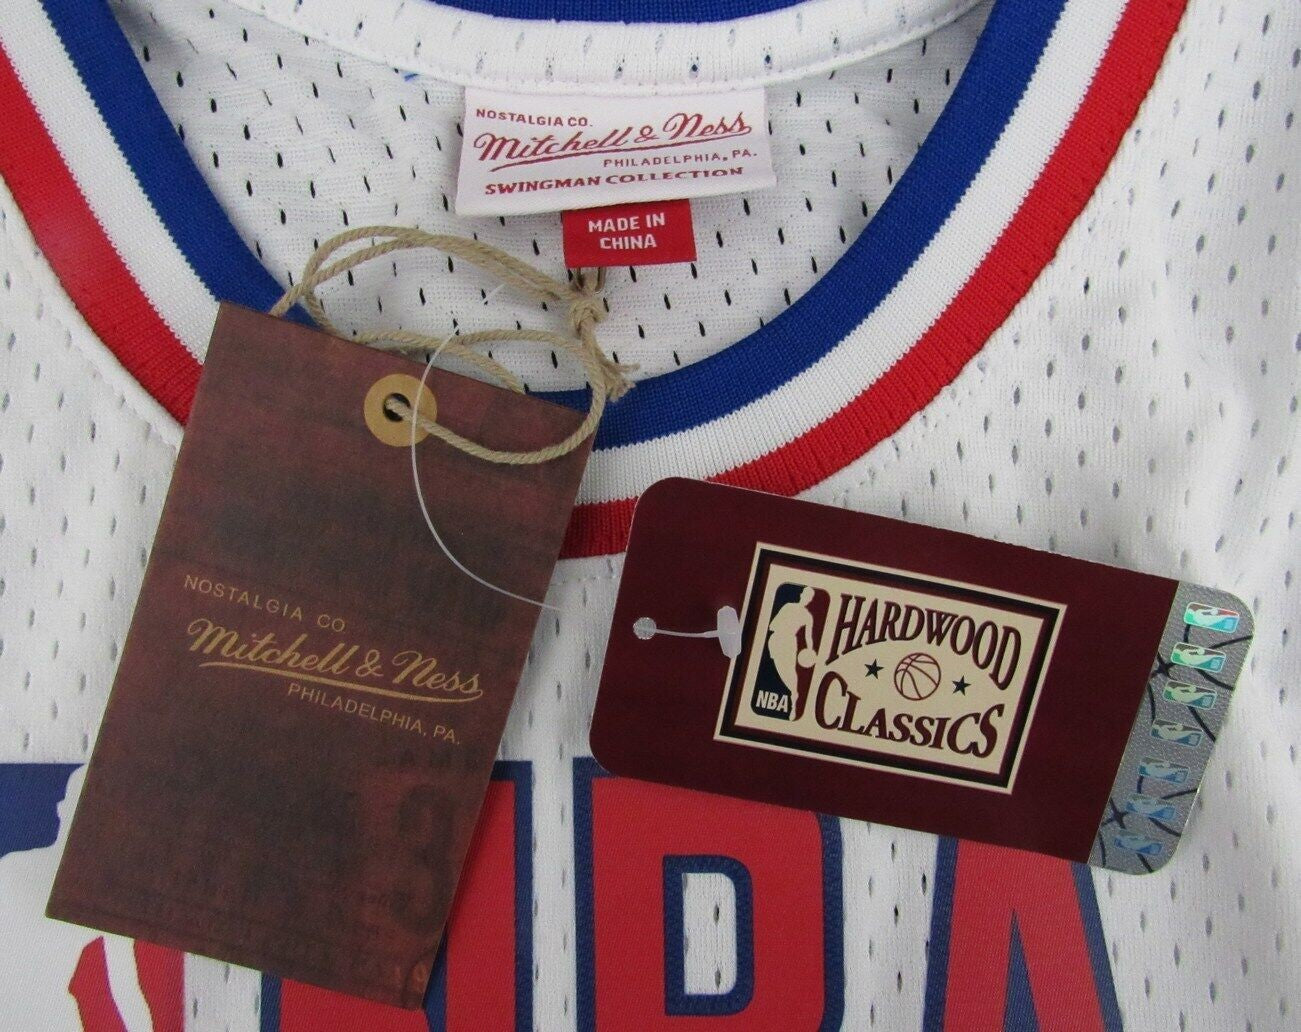 NOSTALGIA CO.
Mitchell & Ness
PHILADELPHIA, PA.
SWINGMAN COLLECTION
MADE IN
CHINA
NOSTALGIA CO
Mitchell & Ness
PHILADELPHIA, PA.
HARDWOOD
CLASSICS
NBA
NBA